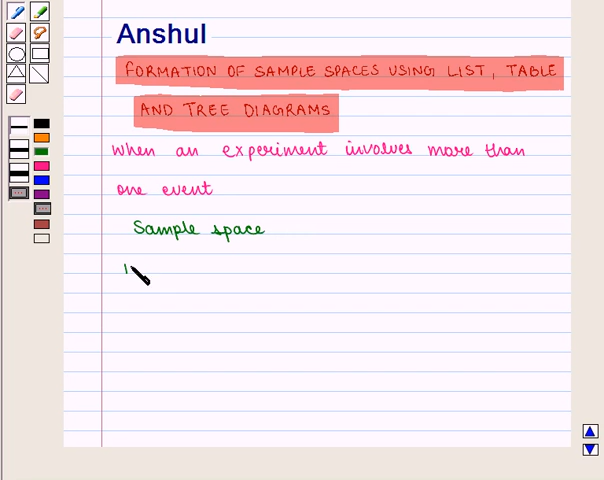 Anshul
FORMATION OF SAMPLE SPACES USING LIST, TABLE
AND TREE DIAGRAMS
When an experiment involves more than
one event
Sample space